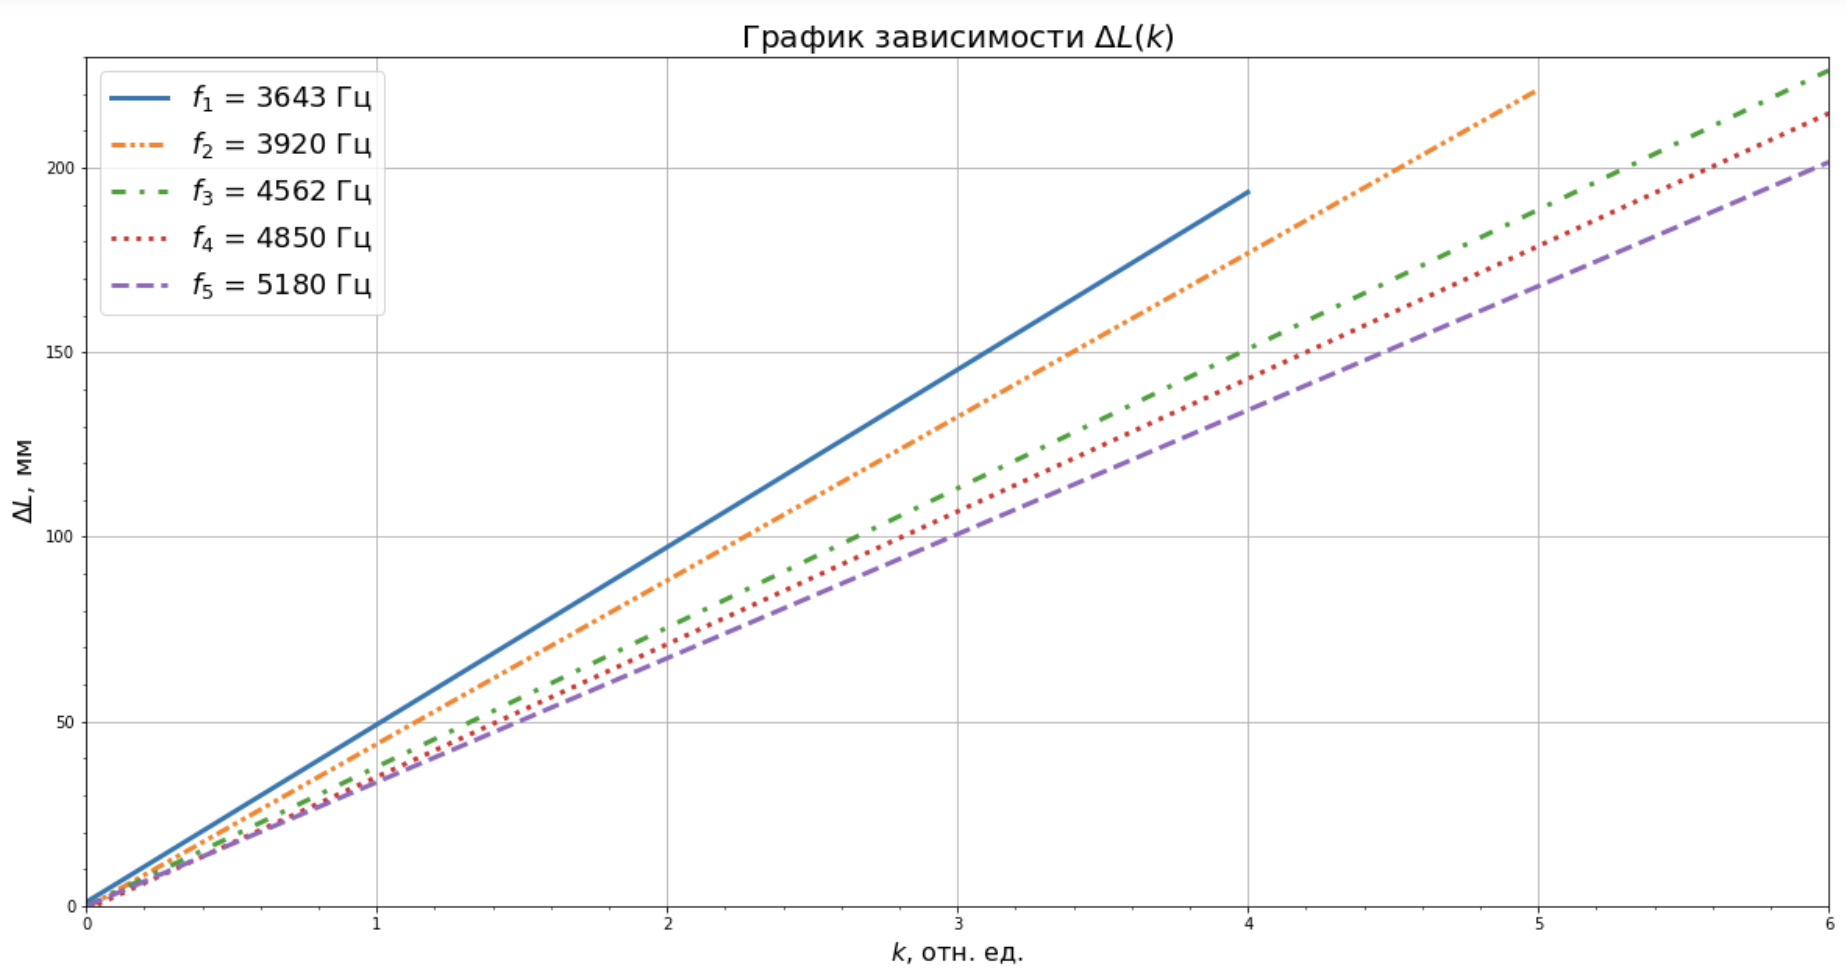 График зависимости ΔL(k)
f₁ = 3643 Гц
f₂ = 3920 Гц
f₃ = 4562 Гц
f₄ = 4850 Гц
f₅ = 5180 Гц
200
150
100
50
0
ΔL, мм
0 1 2 3 4 5 6
k, отн. ед.